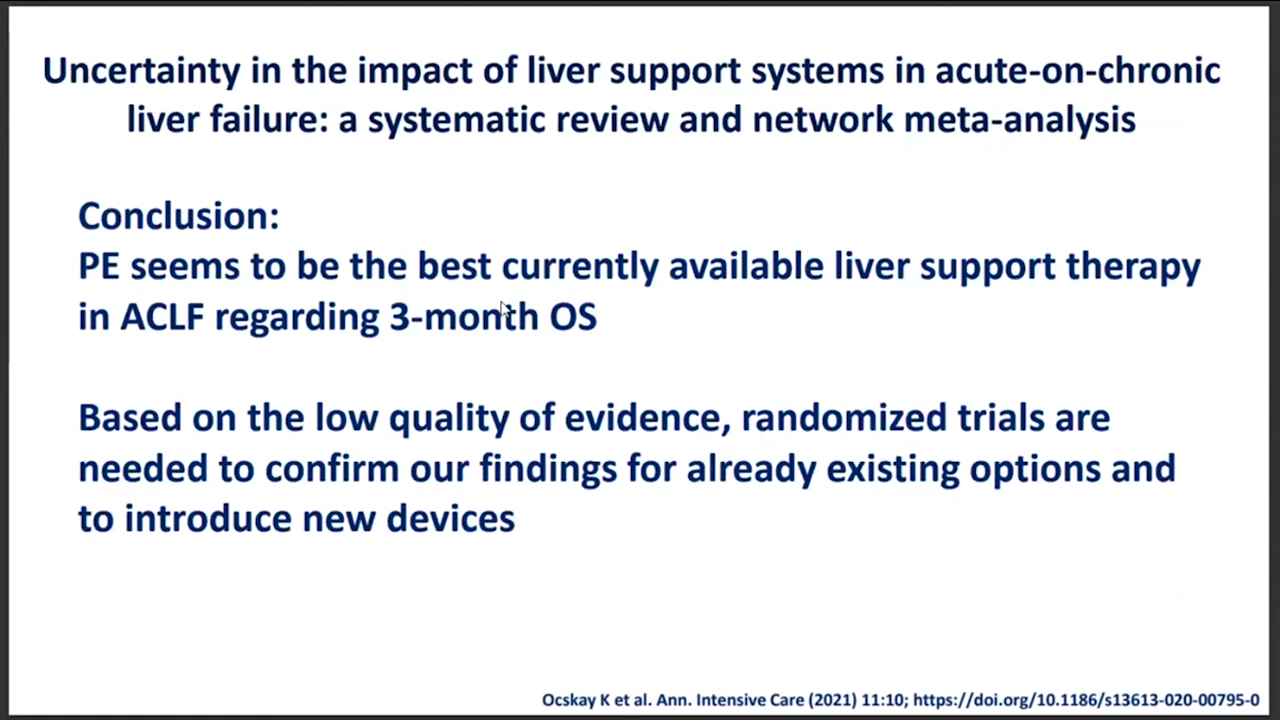 Uncertainty in the impact of liver support systems in acute-on-chronic
liver failure: a systematic review and network meta-analysis
Conclusion:
PE seems to be the best currently available liver support therapy
in ACLF regarding 3-month OS
Based on the low quality of evidence, randomized trials are
needed to confirm our findings for already existing options and
to introduce new devices
Ocskay K et al. Ann. Intensive Care (2021) 11:10; https://doi.org/10.1186/s13613-020-00795-0